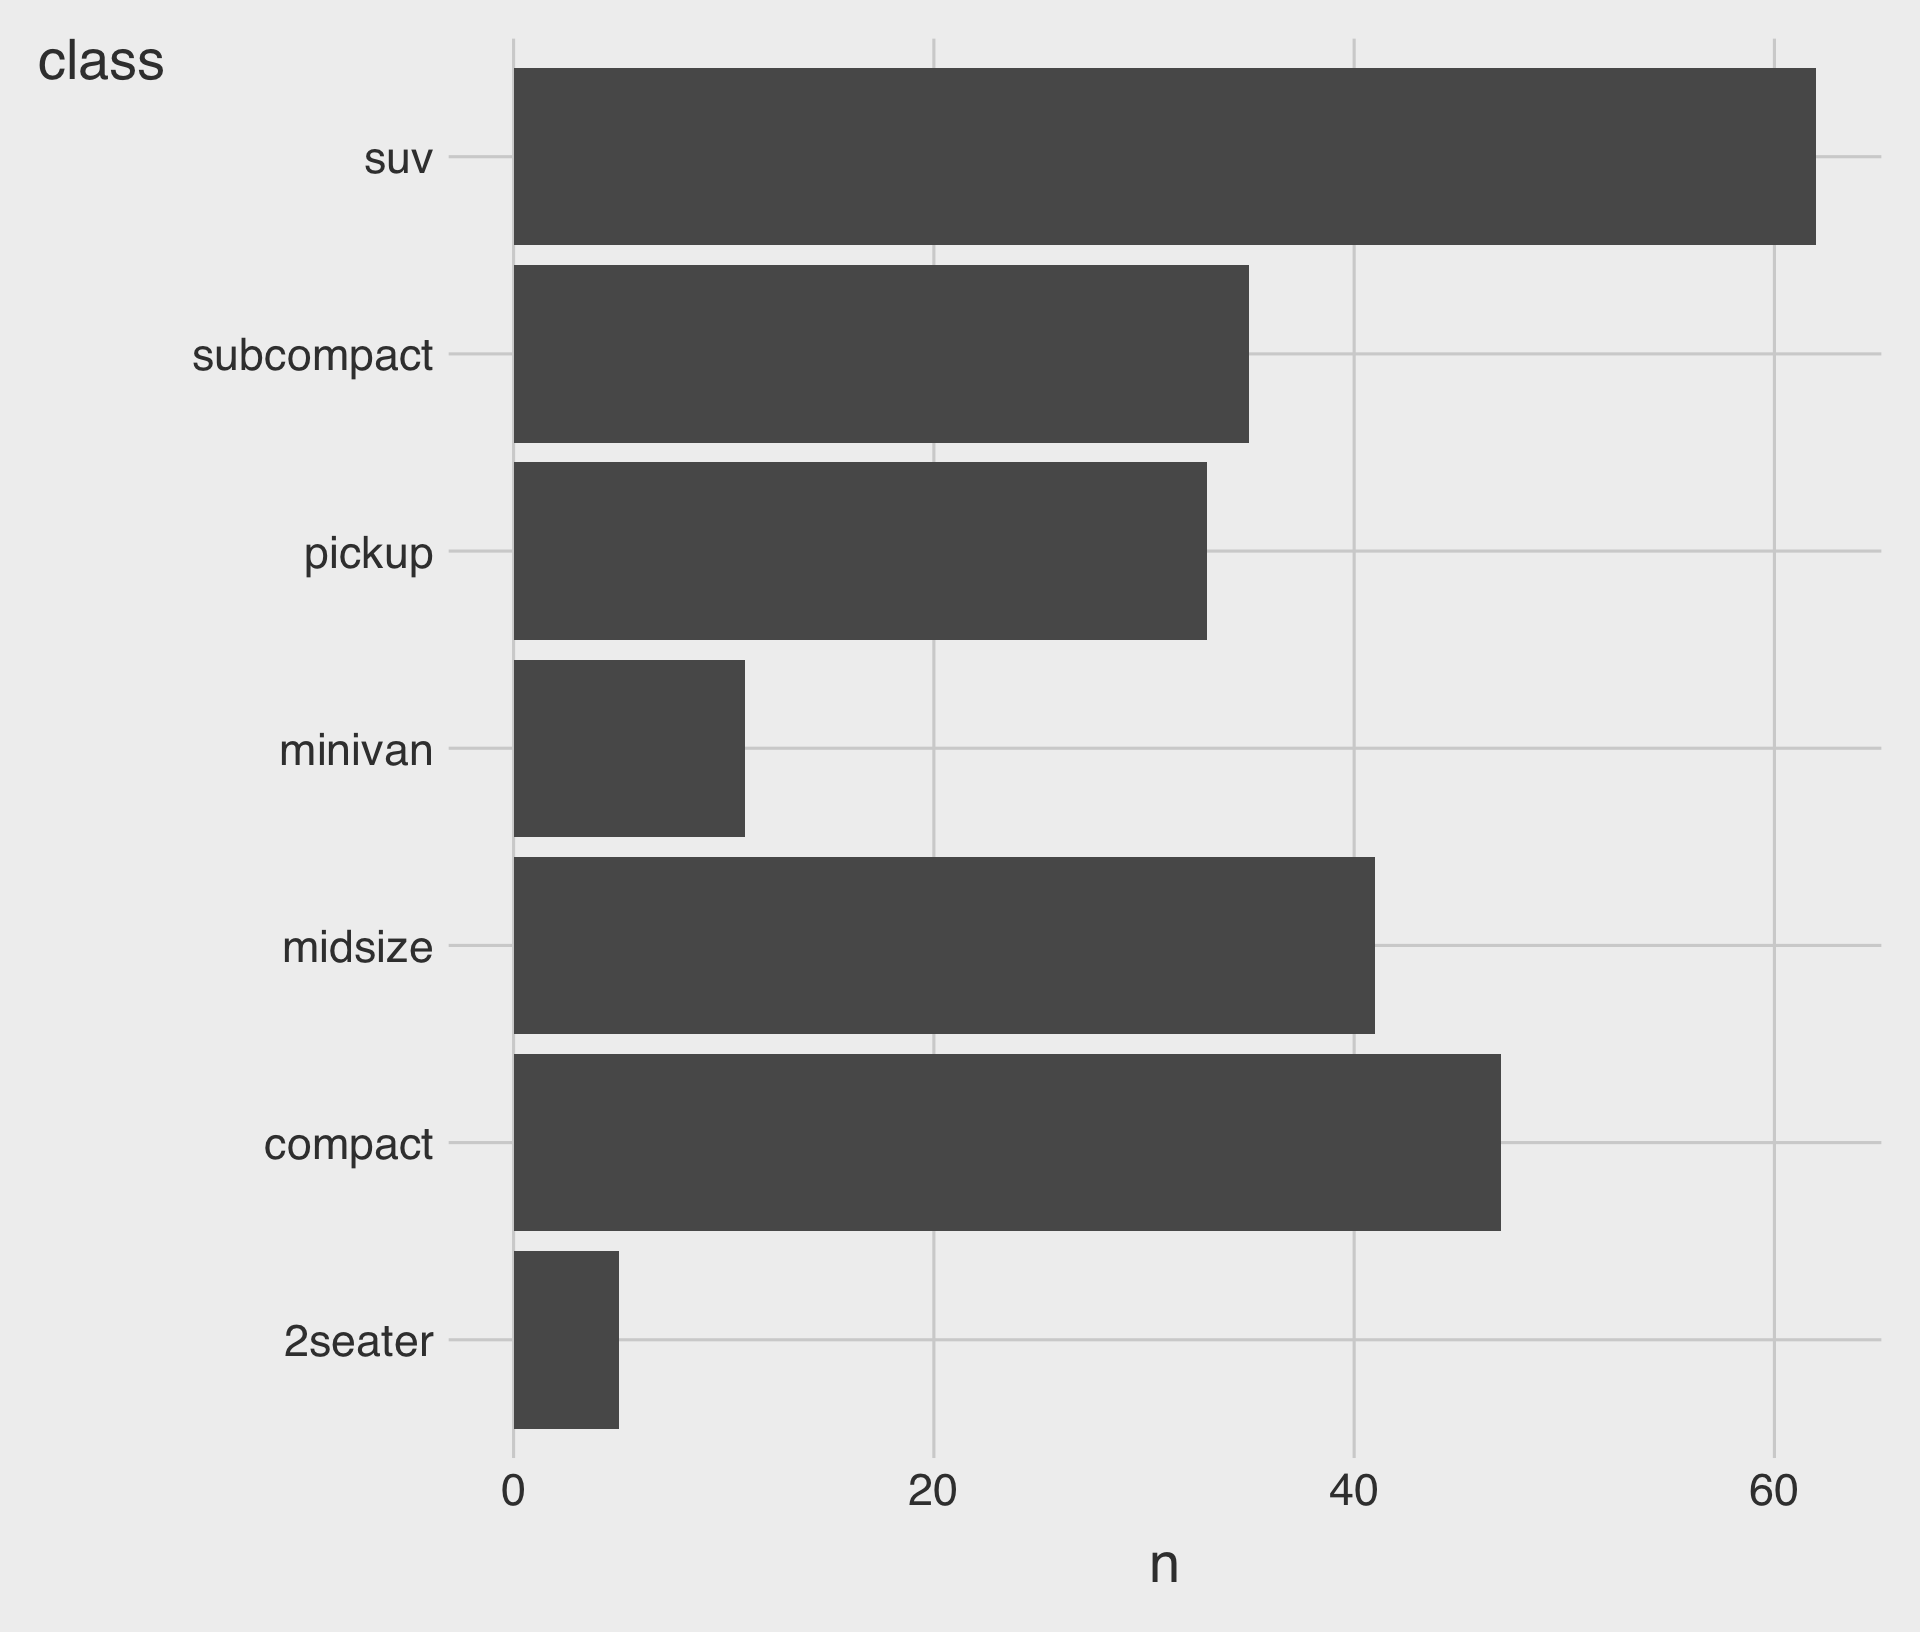 class
suv
subcompact
pickup
minivan
midsize
compact
2seater
0 20 40 60
n